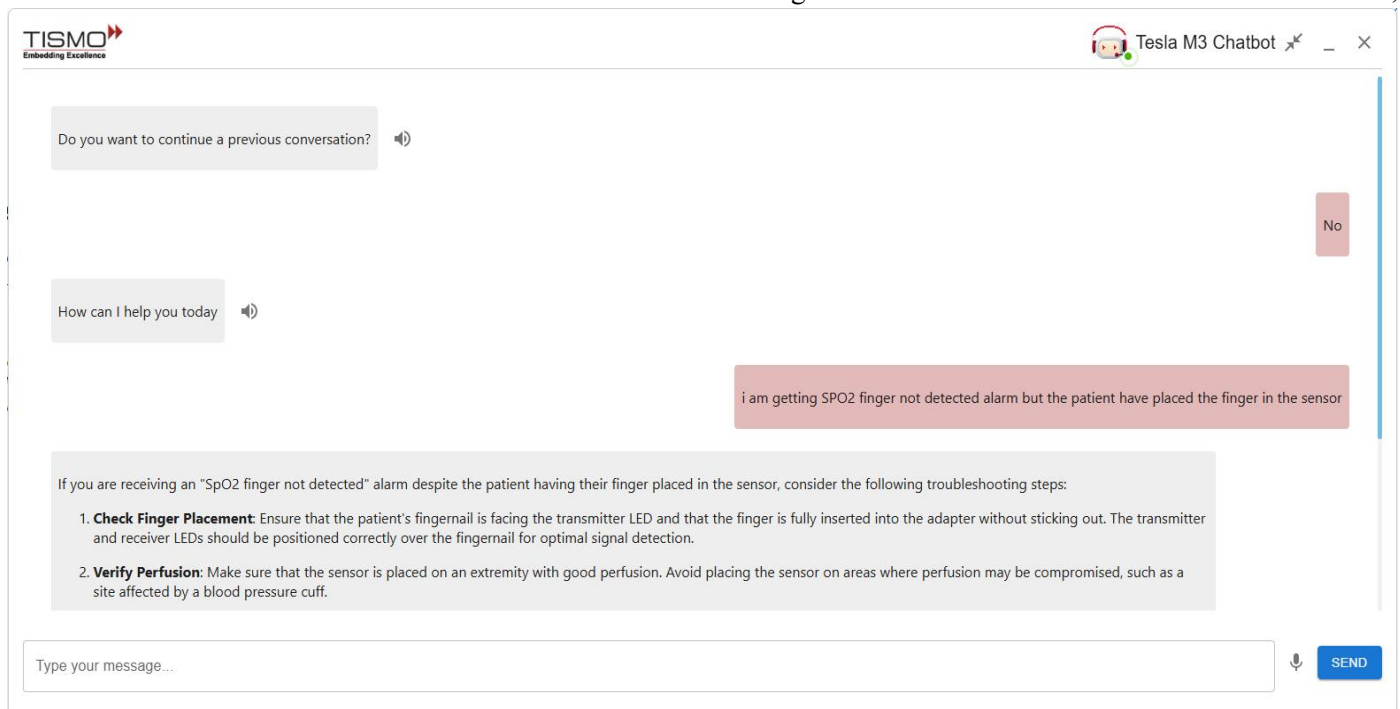 TISMO
Embedding Excellence
Tesla M3 Chatbot
Do you want to continue a previous conversation?
No
How can I help you today
i am getting SPO2 finger not detected alarm but the patient have placed the finger in the sensor
If you are receiving an "SpO2 finger not detected" alarm despite the patient having their finger placed in the sensor, consider the following troubleshooting steps:
1. Check Finger Placement: Ensure that the patient's fingernail is facing the transmitter LED and that the finger is fully inserted into the adapter without sticking out. The transmitter
and receiver LEDs should be positioned correctly over the fingernail for optimal signal detection.
2. Verify Perfusion: Make sure that the sensor is placed on an extremity with good perfusion. Avoid placing the sensor on areas where perfusion may be compromised, such as a
site affected by a blood pressure cuff.
Type your message...
SEND